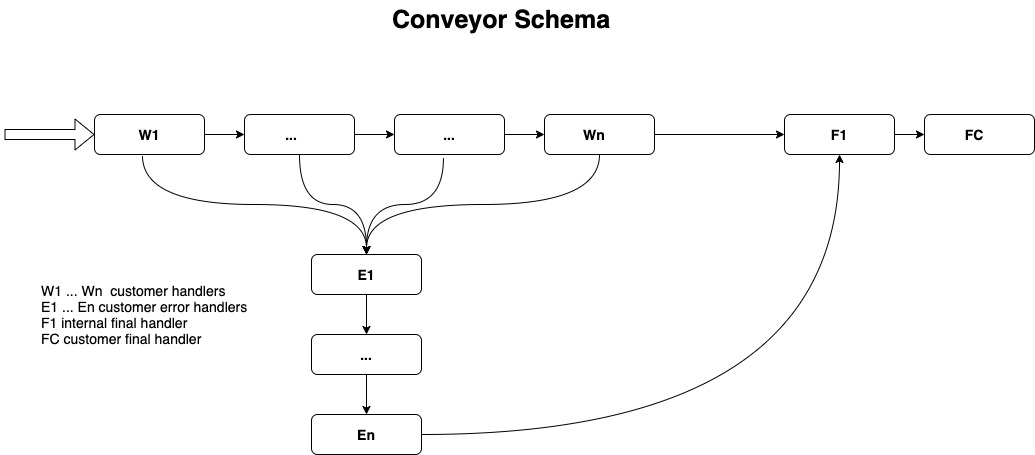 Conveyor Schema
W1
...
...
Wn
F1
FC
E1
W1 ... Wn  customer handlers
E1 ... En customer error handlers
F1 internal final handler
FC customer final handler
...
En